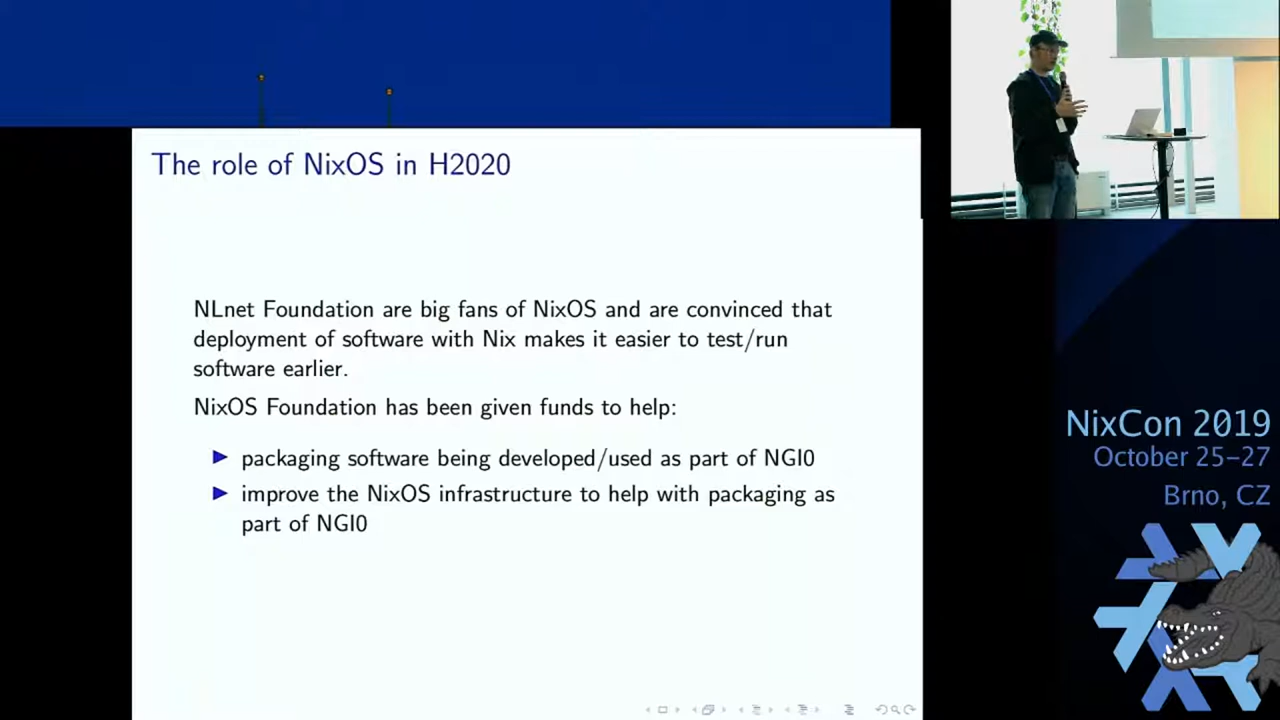 The role of NixOS in H2020
NLnet Foundation are big fans of NixOS and are convinced that
deployment of software with Nix makes it easier to test/run
software earlier.
NixOS Foundation has been given funds to help:
packaging software being developed/used as part of NGI0
improve the NixOS infrastructure to help with packaging as
part of NGI0
NixCon 2019
October 25–27
Brno, CZ